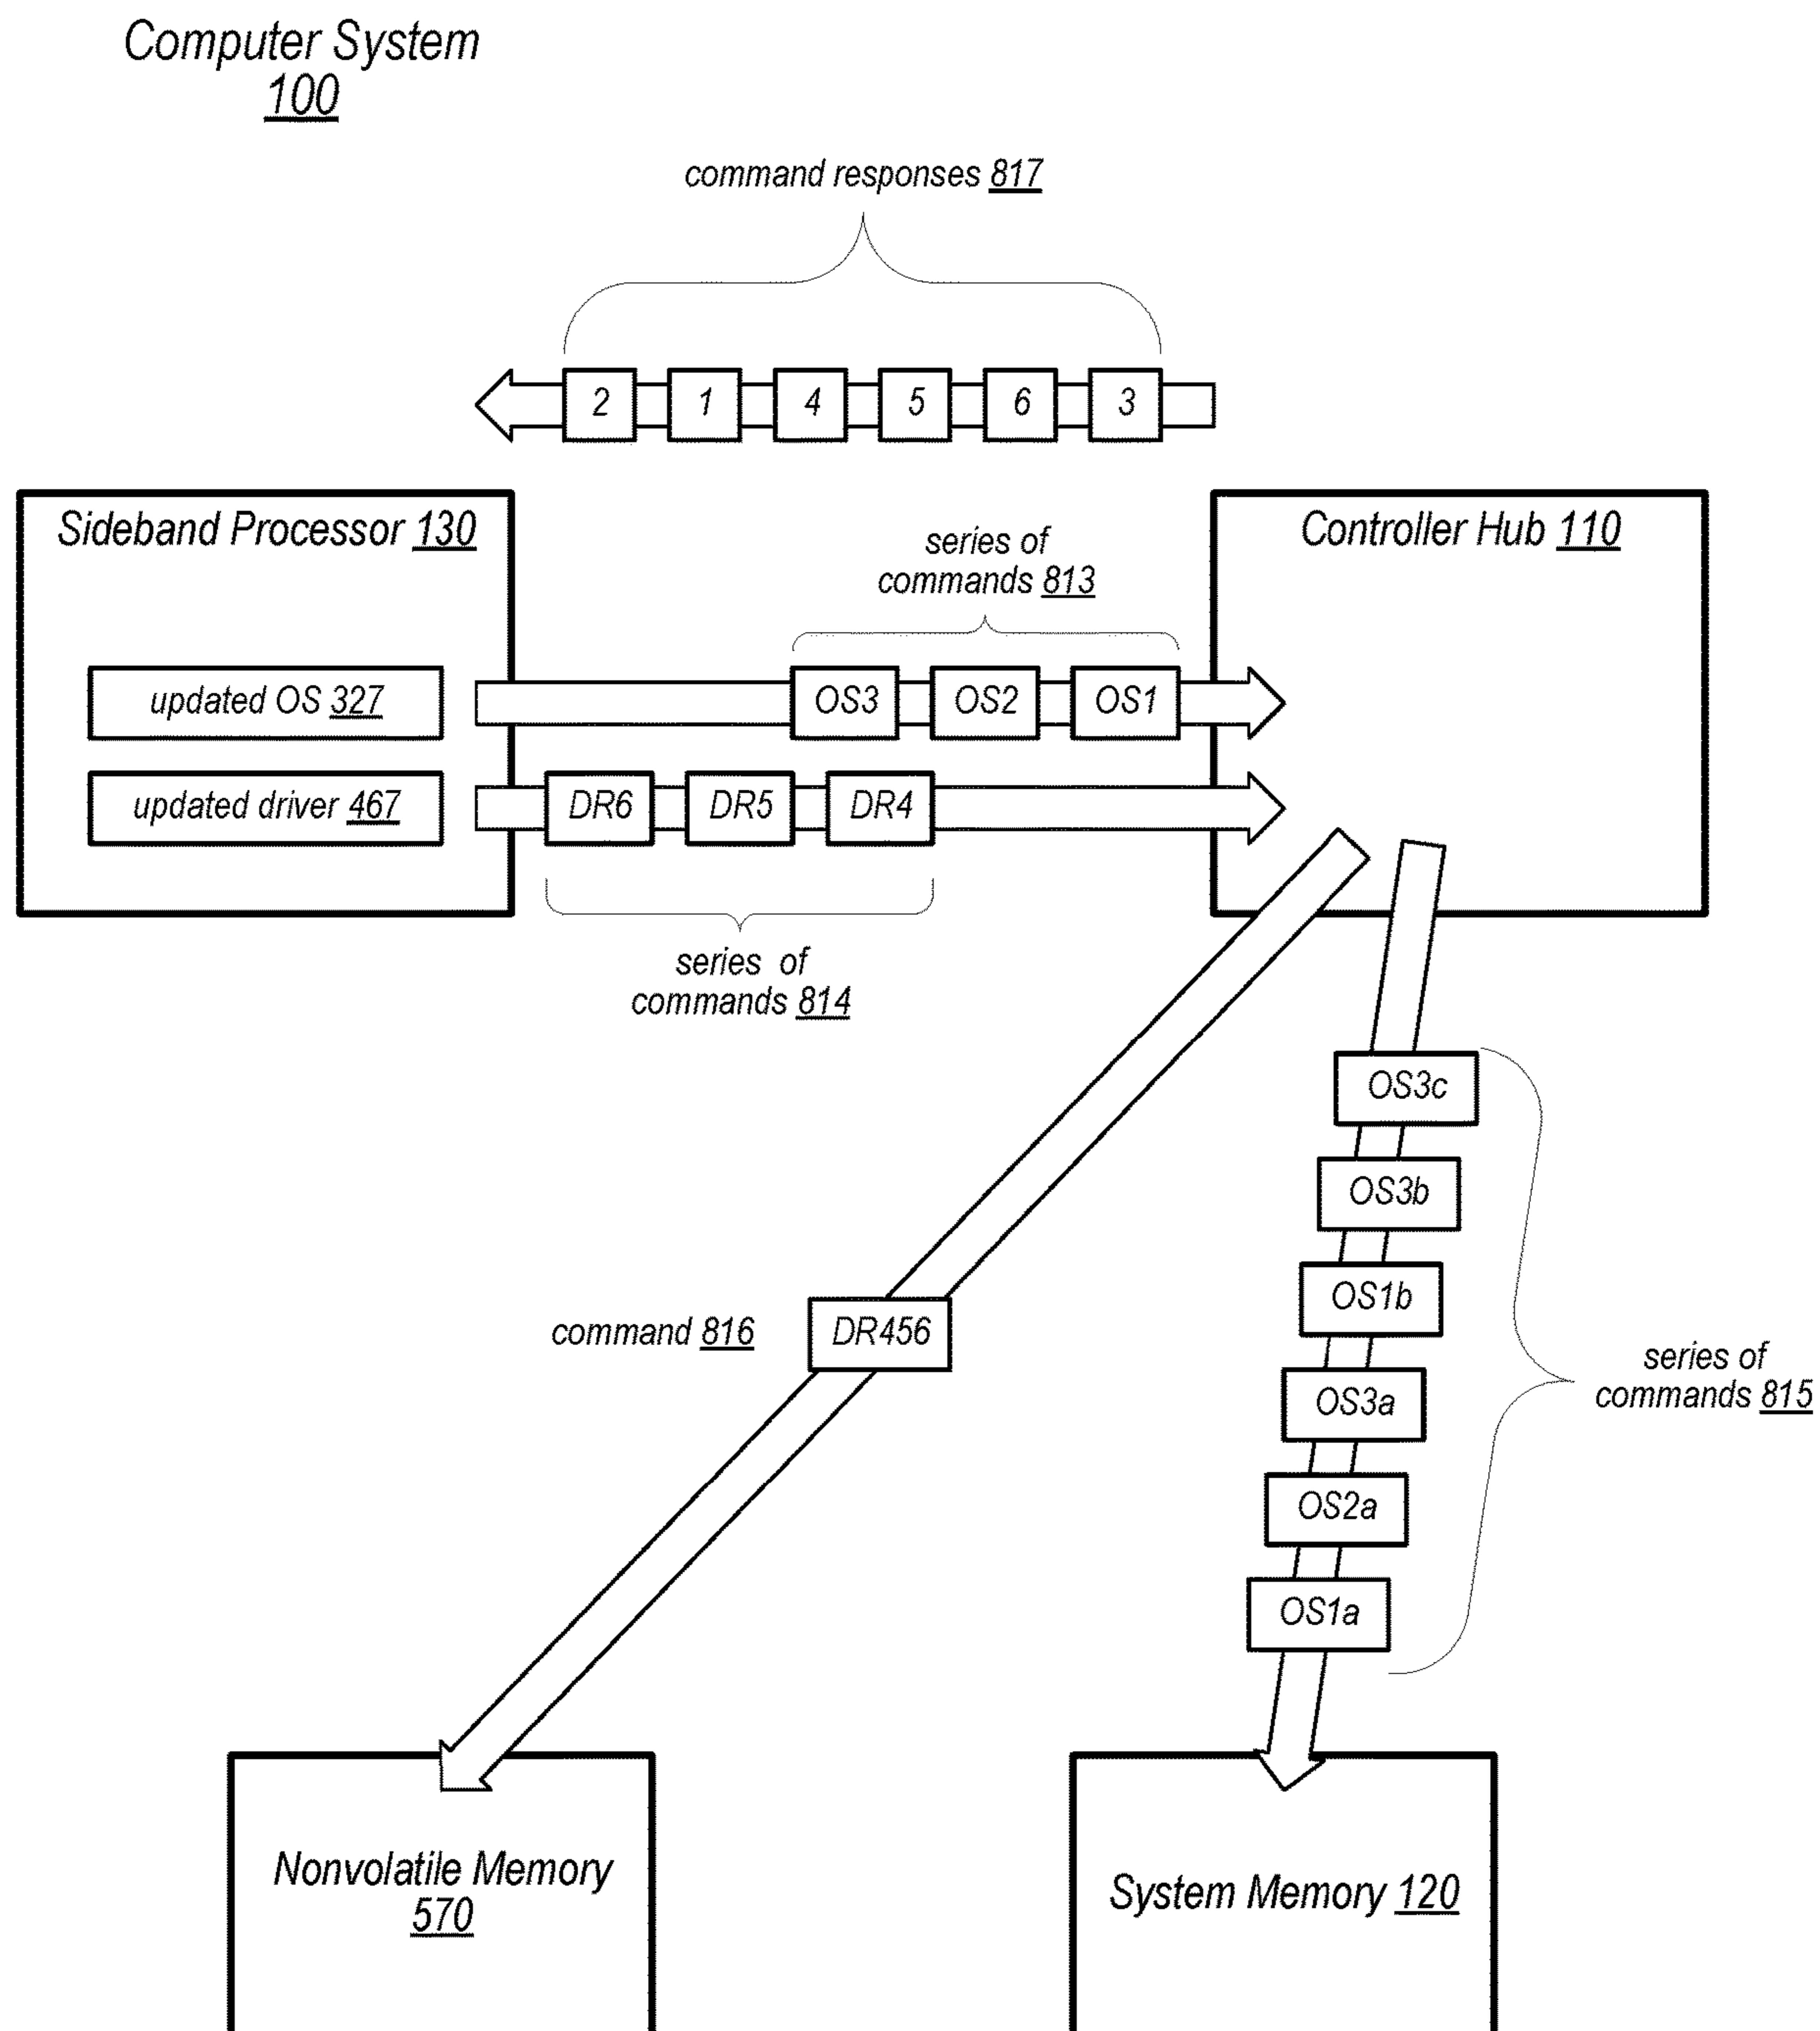 Computer System
100
command responses 817
2 1 4 5 6 3
Sideband Processor 130
Controller Hub 110
series of
commands 813
updated OS 327
OS3 OS2 OS1
updated driver 467
DR6 DR5 DR4
series of
commands 814
OS3c
OS3b
OS1b
command 816
DR456
series of
commands 815
OS3a
OS2a
OS1a
Nonvolatile Memory
570
System Memory 120